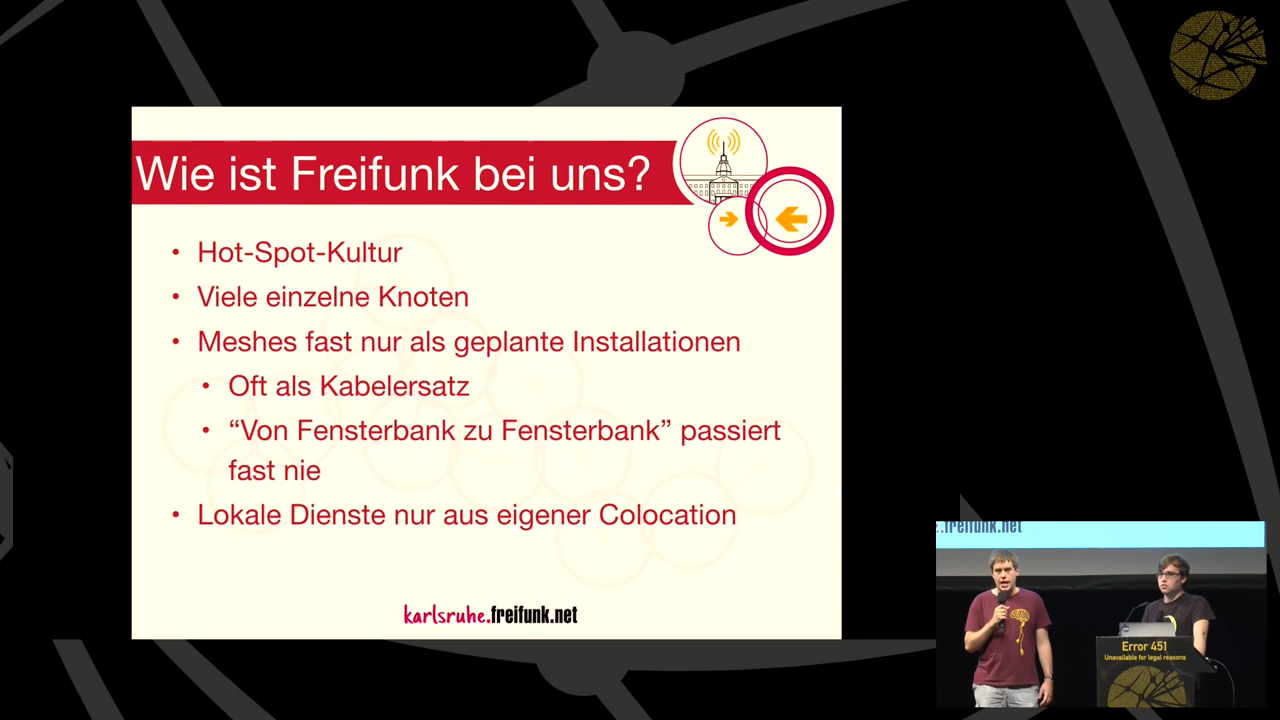 Wie ist Freifunk bei uns?
• Hot-Spot-Kultur
• Viele einzelne Knoten
• Meshes fast nur als geplante Installationen
• Oft als Kabelersatz
• “Von Fensterbank zu Fensterbank” passiert
fast nie
• Lokale Dienste nur aus eigener Colocation
karlsruhe.freifunk.net
e.freifunk.net
Error 451
Unavailable for legal reasons